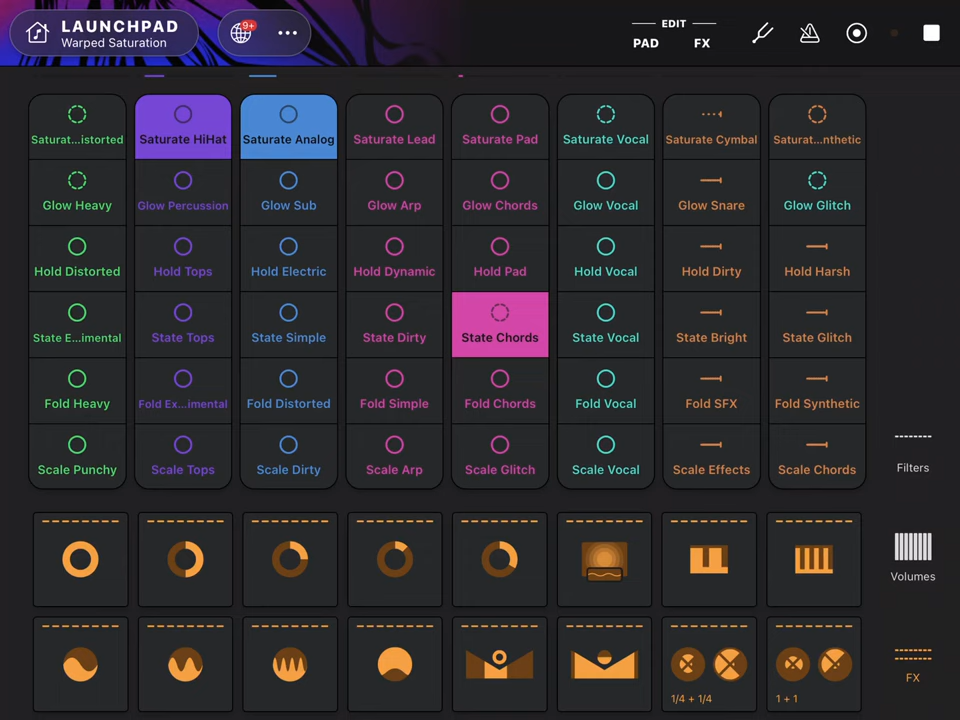 LAUNCHPAD
Warped Saturation
9+
EDIT
PAD FX
Saturat...istorted Saturate HiHat Saturate Analog Saturate Lead Saturate Pad Saturate Vocal Saturate Cymbal Saturat...nthetic
Glow Heavy Glow Percussion Glow Sub Glow Arp Glow Chords Glow Vocal Glow Snare Glow Glitch
Hold Distorted Hold Tops Hold Electric Hold Dynamic Hold Pad Hold Vocal Hold Dirty Hold Harsh
State E...imental State Tops State Simple State Dirty State Chords State Vocal State Bright State Glitch
Fold Heavy Fold Ex...imental Fold Distorted Fold Simple Fold Chords Fold Vocal Fold SFX Fold Synthetic
Scale Punchy Scale Tops Scale Dirty Scale Arp Scale Glitch Scale Vocal Scale Effects Scale Chords
Filters
Volumes
FX
1/4 + 1/4 1 + 1